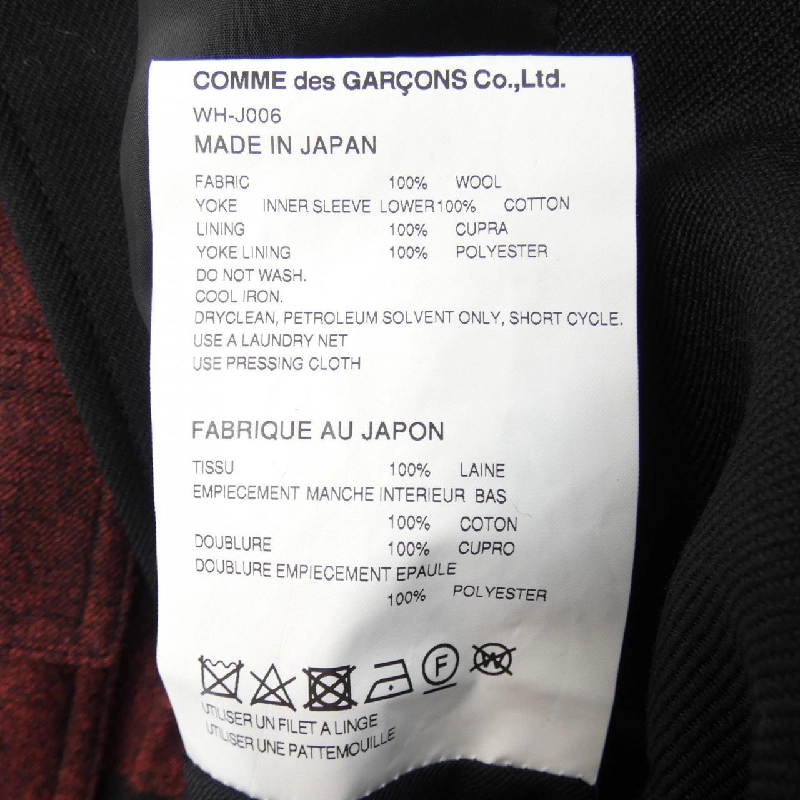 COMME des GARÇONS Co.,Ltd.
WH-J006
MADE IN JAPAN
FABRIC 100% WOOL
YOKE INNER SLEEVE LOWER 100% COTTON
LINING 100% CUPRA
YOKE LINING 100% POLYESTER
DO NOT WASH.
COOL IRON.
DRYCLEAN, PETROLEUM SOLVENT ONLY, SHORT CYCLE.
USE A LAUNDRY NET
USE PRESSING CLOTH
FABRIQUE AU JAPON
TISSU 100% LAINE
EMPIECEMENT MANCHE INTERIEUR BAS
100% COTON
DOUBLURE 100% CUPRO
DOUBLURE EMPIECEMENT EPAULE
100% POLYESTER
F W
UTILISER UN FILET A LINGE
UTILISER UNE PATTEMOUILLE